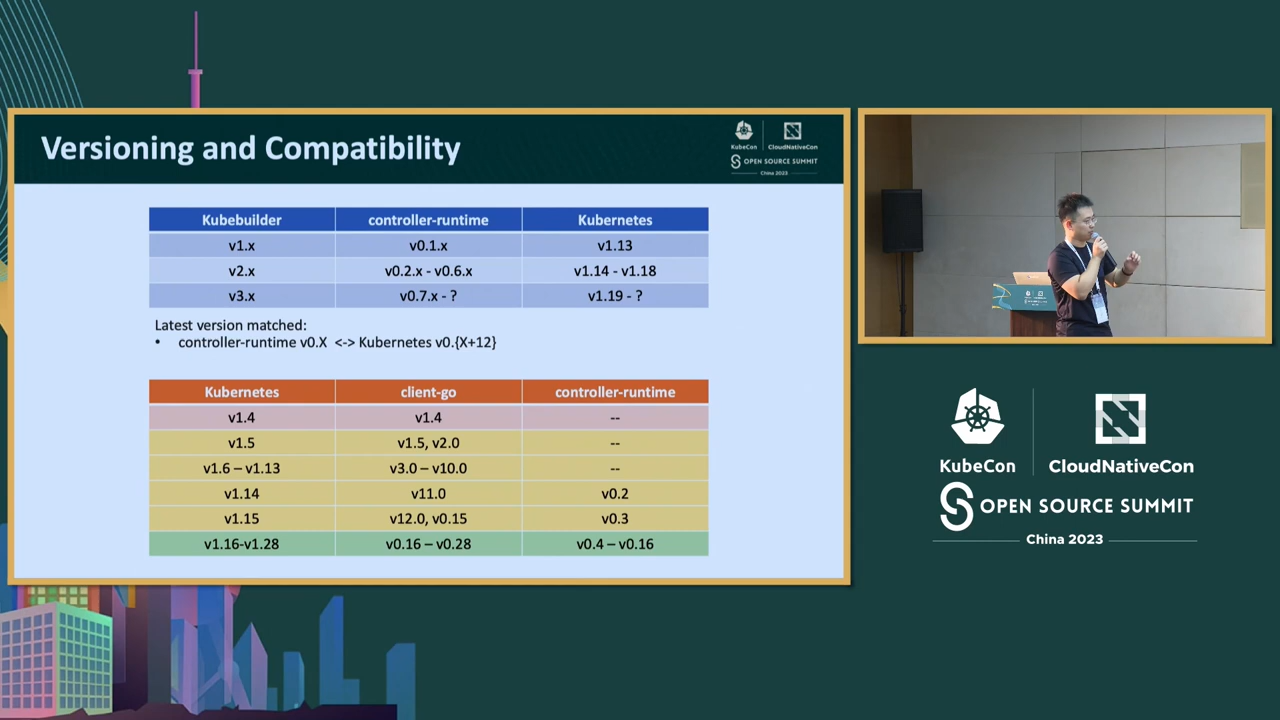 Versioning and Compatibility
KubeCon CloudNativeCon
OPEN SOURCE SUMMIT
China 2023
Kubebuilder controller-runtime Kubernetes
v1.x v0.1.x v1.13
v2.x v0.2.x - v0.6.x v1.14 - v1.18
v3.x v0.7.x - ? v1.19 - ?
Latest version matched:
• controller-runtime v0.X <-> Kubernetes v0.{X+12}
Kubernetes client-go controller-runtime
v1.4 v1.4 --
v1.5 v1.5, v2.0 --
v1.6 – v1.13 v3.0 – v10.0 --
v1.14 v11.0 v0.2
v1.15 v12.0, v0.15 v0.3
v1.16-v1.28 v0.16 – v0.28 v0.4 – v0.16
KubeCon CloudNativeCon
OPEN SOURCE SUMMIT
China 2023